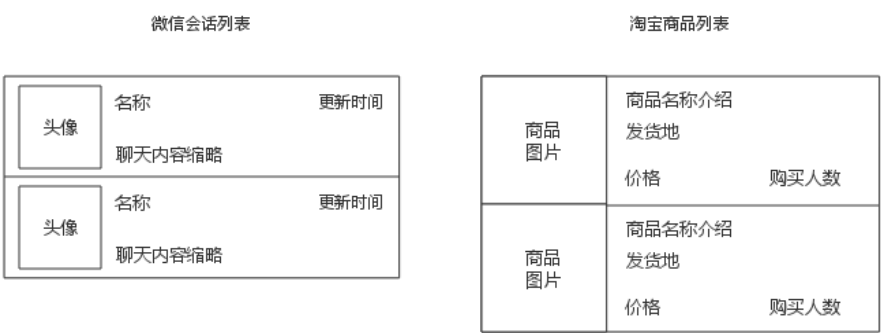 微信会话列表
头像
名称
更新时间
聊天内容缩略
头像
名称
更新时间
聊天内容缩略
淘宝商品列表
商品
图片
商品名称介绍
发货地
价格
购买人数
商品
图片
商品名称介绍
发货地
价格
购买人数